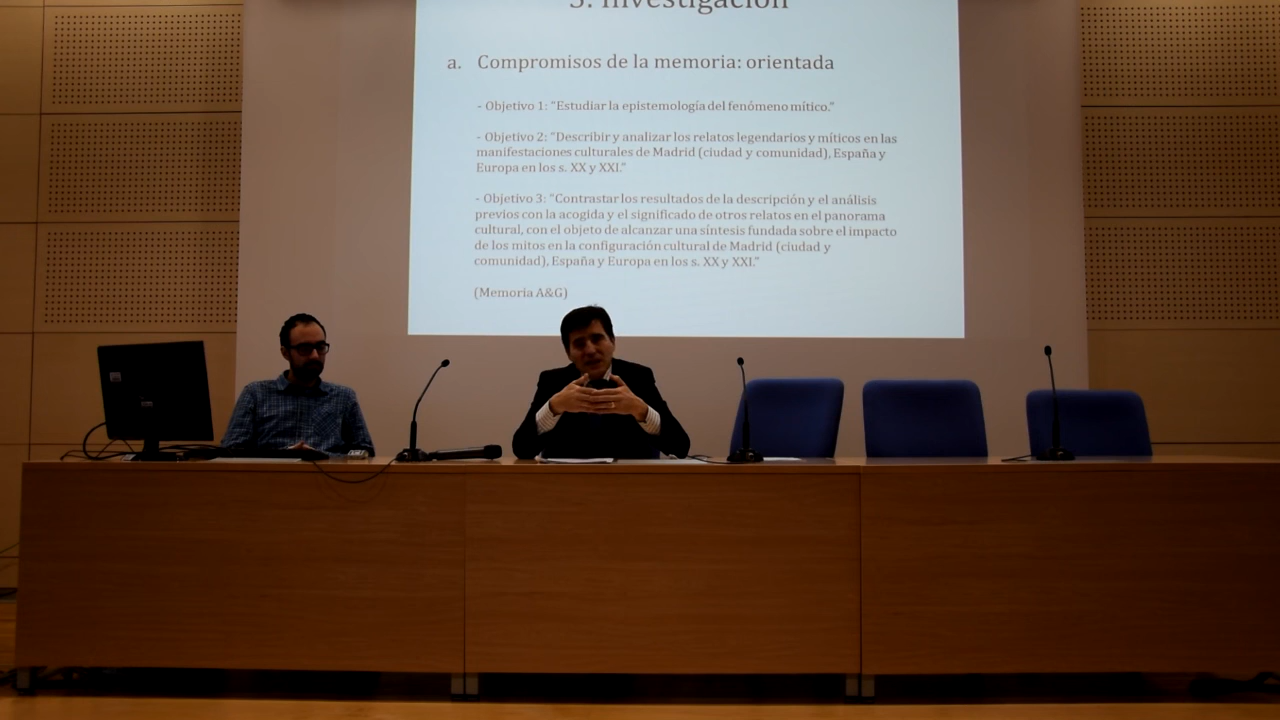 3. Investigación
a. Compromisos de la memoria: orientada
- Objetivo 1: "Estudiar la epistemología del fenómeno mítico."
- Objetivo 2: "Describir y analizar los relatos legendarios y míticos en las
manifestaciones culturales de Madrid (ciudad y comunidad), España y
Europa en los s. XX y XXI."
- Objetivo 3: "Contrastar los resultados de la descripción y el análisis
previos con la acogida y el significado de otros relatos en el panorama
cultural, con el objeto de alcanzar una síntesis fundada sobre el impacto
de los mitos en la configuración cultural de Madrid (ciudad y
comunidad), España y Europa en los s. XX y XXI."
(Memoria A&G)